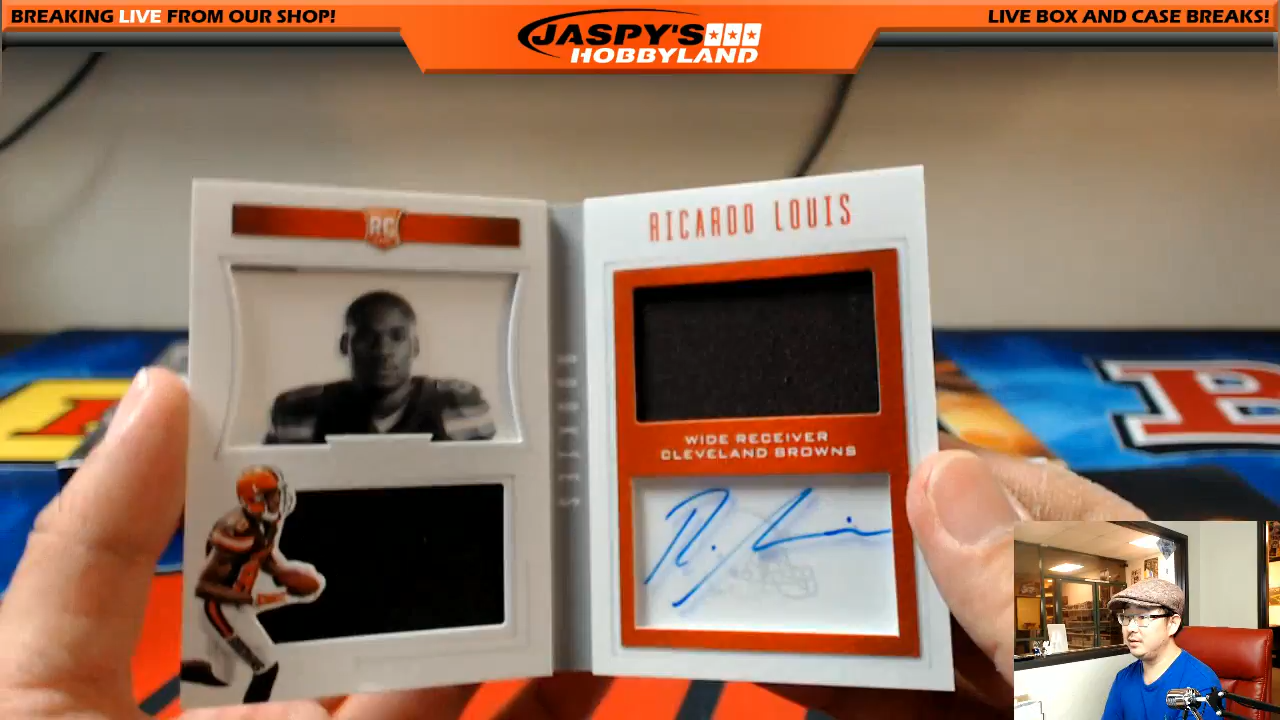 BREAKING LIVE FROM OUR SHOP!
JASPY'S
HOBBYLAND
LIVE BOX AND CASE BREAKS!
RC
RICARDO LOUIS
WIDE RECEIVER
CLEVELAND BROWNS
B